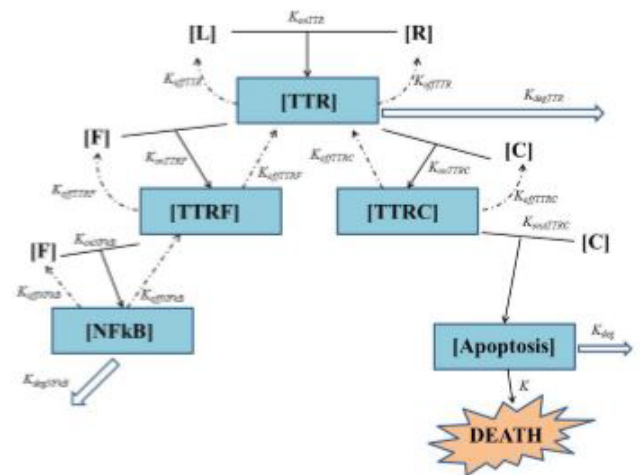 K_onTTR
[L] [R]
K_offTTR K_offTTR
[TTR] K_degTTR
[F] [C]
K_onTTRF K_offTTRF K_offTTRC K_onTTRC
K_offTTRF K_offTTRC
[TTRF] [TTRC]
[F] K_onNFkB [C]
K_offNFkB K_offNFkB
[NFkB] [Apoptosis] K_deg
K_degNFkB K
DEATH